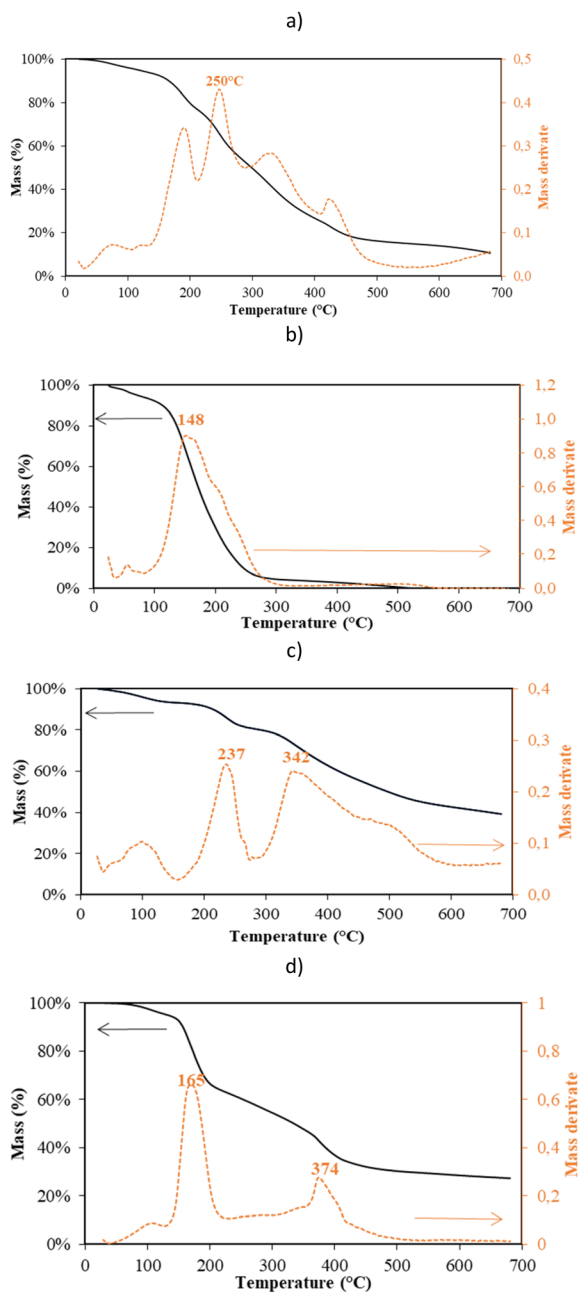 a)
100%
80%
60%
40%
20%
0%
Mass (%)
250°C
0,5
0,4
0,3
0,2
0,1
0,0
Mass derivate
0 100 200 300 400 500 600 700
Temperature (°C)
b)
100%
80%
60%
40%
20%
0%
Mass (%)
148
1,2
1,0
0,8
0,6
0,4
0,2
0,0
Mass derivate
0 100 200 300 400 500 600 700
Temperature (°C)
c)
100%
80%
60%
40%
20%
0%
Mass (%)
237 342
0,4
0,3
0,2
0,1
0,0
Mass derivate
0 100 200 300 400 500 600 700
Temperature (°C)
d)
100%
80%
60%
40%
20%
0%
Mass (%)
165
374
1
0,8
0,6
0,4
0,2
0
Mass derivate
0 100 200 300 400 500 600 700
Temperature (°C)